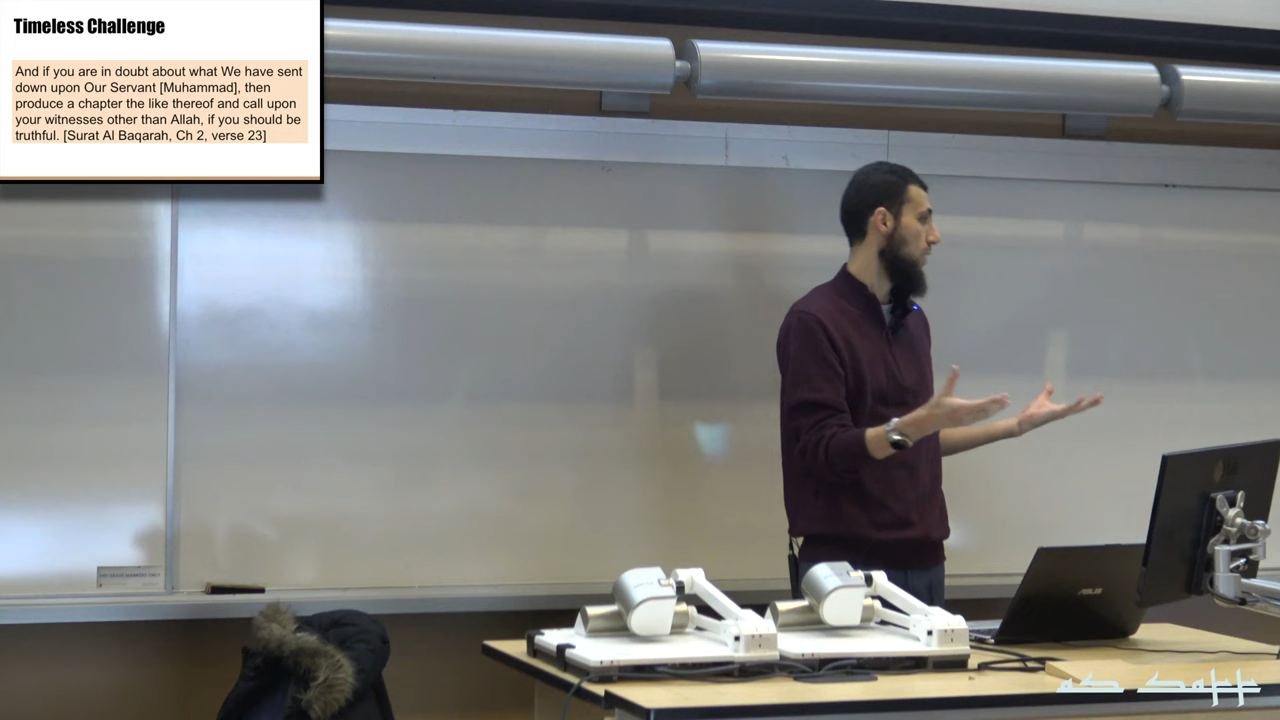 Timeless Challenge
And if you are in doubt about what We have sent
down upon Our Servant [Muhammad], then
produce a chapter the like thereof and call upon
your witnesses other than Allah, if you should be
truthful. [Surat Al Baqarah, Ch 2, verse 23]
ASUS
as saff